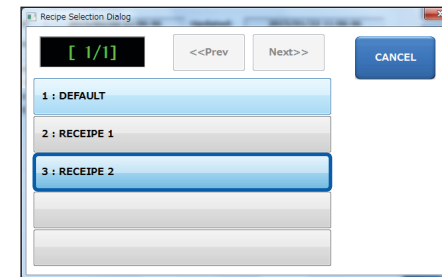 Recipe Selection Dialog
[ 1/1]
<<Prev
Next>>
CANCEL
1 : DEFAULT
2 : RECEIPE 1
3 : RECEIPE 2